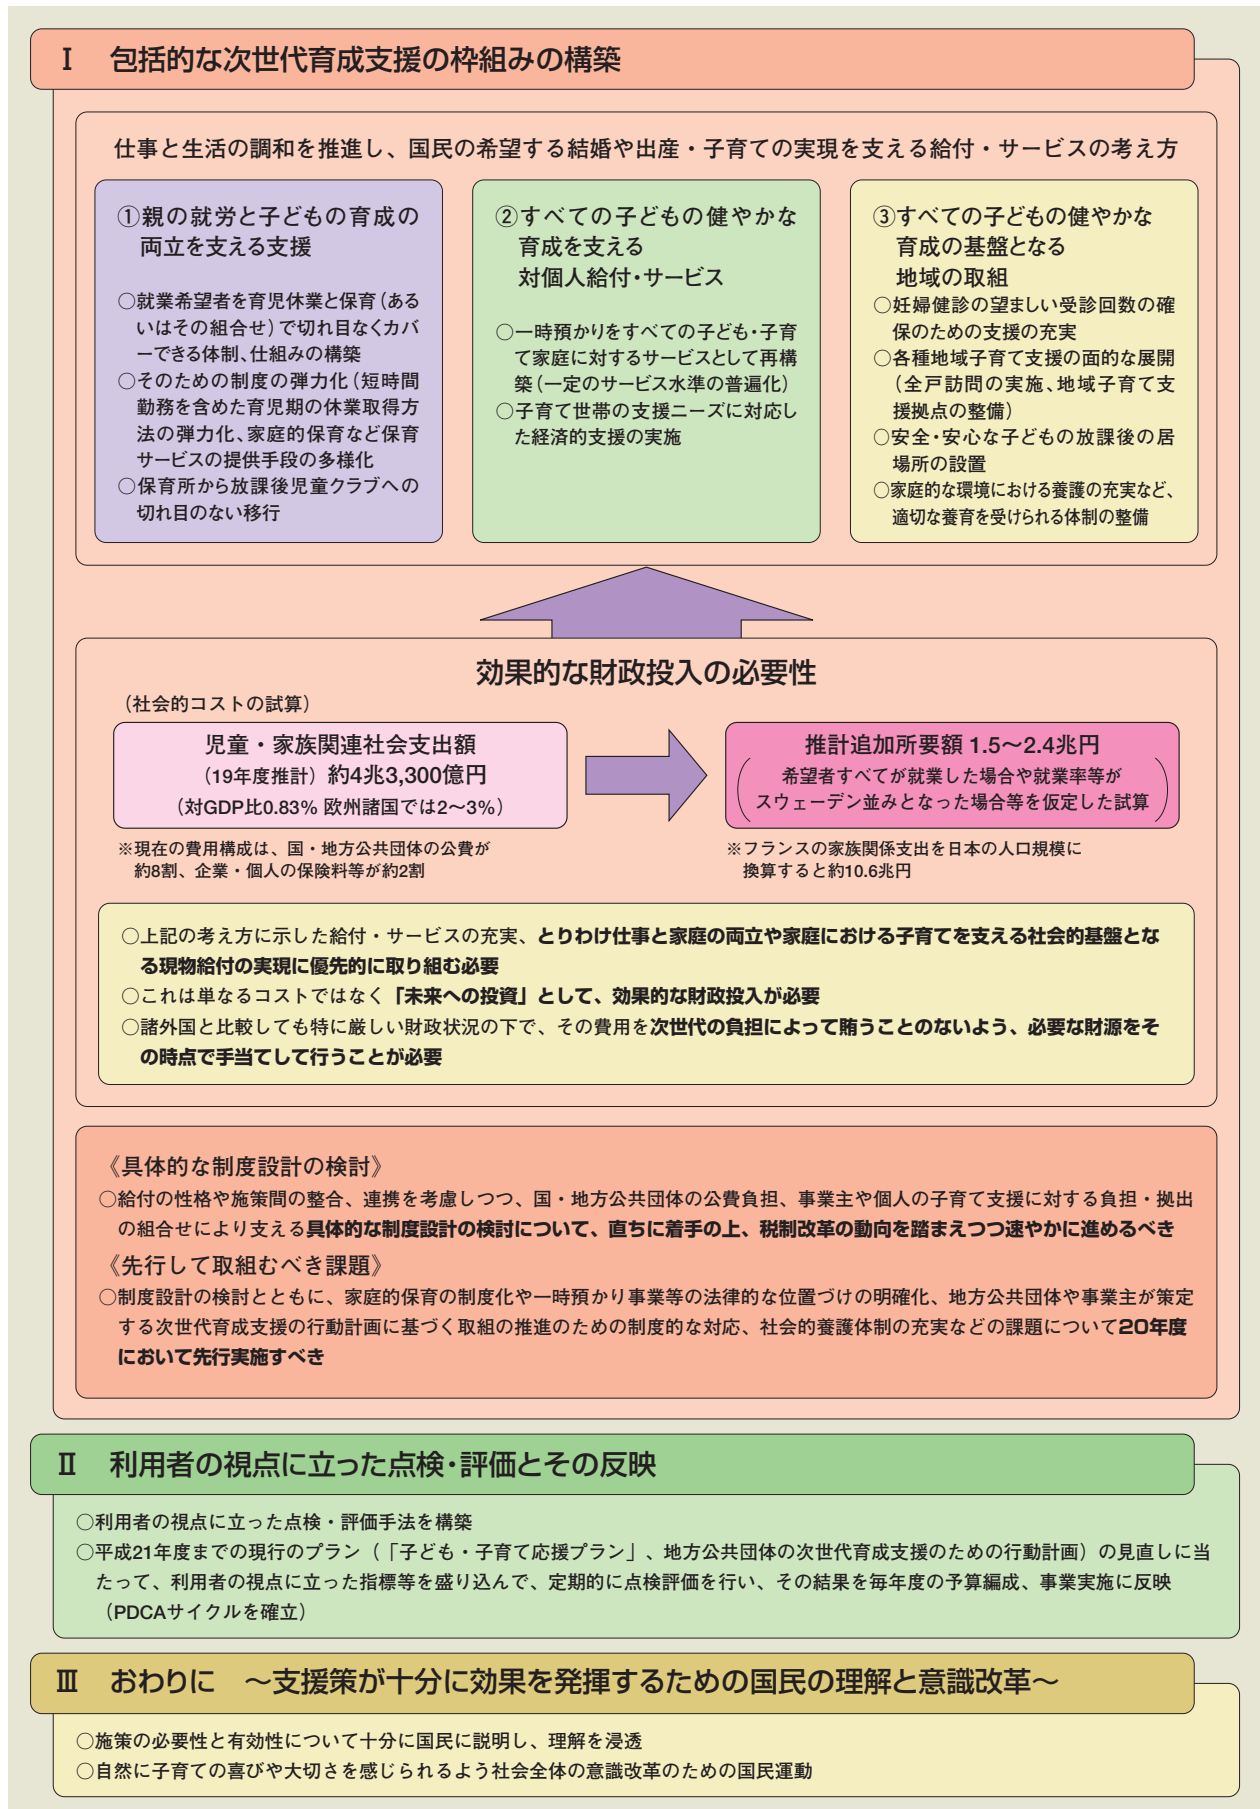 Ⅰ　包括的な次世代育成支援の枠組みの構築
仕事と生活の調和を推進し、国民の希望する結婚や出産・子育ての実現を支える給付・サービスの考え方
①親の就労と子どもの育成の
両立を支える支援
○就業希望者を育児休業と保育（ある
いはその組合せ）で切れ目なくカバ
ーできる体制、仕組みの構築
○そのための制度の弾力化（短時間
勤務を含めた育児期の休業取得方
法の弾力化、家庭的保育など保育
サービスの提供手段の多様化
○保育所から放課後児童クラブへの
切れ目のない移行
②すべての子どもの健やかな
育成を支える
対個人給付・サービス
○一時預かりをすべての子ども・子育
て家庭に対するサービスとして再構
築（一定のサービス水準の普遍化）
○子育て世帯の支援ニーズに対応し
た経済的支援の実施
③すべての子どもの健やかな
育成の基盤となる
地域の取組
○妊婦健診の望ましい受診回数の確
保のための支援の充実
○各種地域子育て支援の面的な展開
（全戸訪問の実施、地域子育て支
援拠点の整備）
○安全・安心な子どもの放課後の居
場所の設置
○家庭的な環境における養護の充実など、
適切な養育を受けられる体制の整備
効果的な財政投入の必要性
（社会的コストの試算）
児童・家族関連社会支出額
（19年度推計）約4兆3,300億円
（対GDP比0.83% 欧州諸国では2～3%）
※現在の費用構成は、国・地方公共団体の公費が
約8割、企業・個人の保険料等が約2割
推計追加所要額 1.5～2.4兆円
（希望者すべてが就業した場合や就業率等が
スウェーデン並みとなった場合等を仮定した試算）
※フランスの家族関係支出を日本の人口規模に
換算すると約10.6兆円
○上記の考え方に示した給付・サービスの充実、とりわけ仕事と家庭の両立や家庭における子育てを支える社会的基盤とな
る現物給付の実現に優先的に取り組む必要
○これは単なるコストではなく「未来への投資」として、効果的な財政投入が必要
○諸外国と比較しても特に厳しい財政状況の下で、その費用を次世代の負担によって賄うことのないよう、必要な財源をそ
の時点で手当てして行うことが必要
《具体的な制度設計の検討》
○給付の性格や施策間の整合、連携を考慮しつつ、国・地方公共団体の公費負担、事業主や個人の子育て支援に対する負担・拠出
の組合せにより支える具体的な制度設計の検討について、直ちに着手の上、税制改革の動向を踏まえつつ速やかに進めるべき
《先行して取組むべき課題》
○制度設計の検討とともに、家庭的保育の制度化や一時預かり事業等の法律的な位置づけの明確化、地方公共団体や事業主が策定
する次世代育成支援の行動計画に基づく取組の推進のための制度的な対応、社会的養護体制の充実などの課題について20年度
において先行実施すべき
Ⅱ　利用者の視点に立った点検・評価とその反映
○利用者の視点に立った点検・評価手法を構築
○平成21年度までの現行のプラン（「子ども・子育て応援プラン」、地方公共団体の次世代育成支援のための行動計画）の見直しに当
たって、利用者の視点に立った指標等を盛り込んで、定期的に点検評価を行い、その結果を毎年度の予算編成、事業実施に反映
（PDCAサイクルを確立）
Ⅲ　おわりに　～支援策が十分に効果を発揮するための国民の理解と意識改革～
○施策の必要性と有効性について十分に国民に説明し、理解を浸透
○自然に子育ての喜びや大切さを感じられるよう社会全体の意識改革のための国民運動